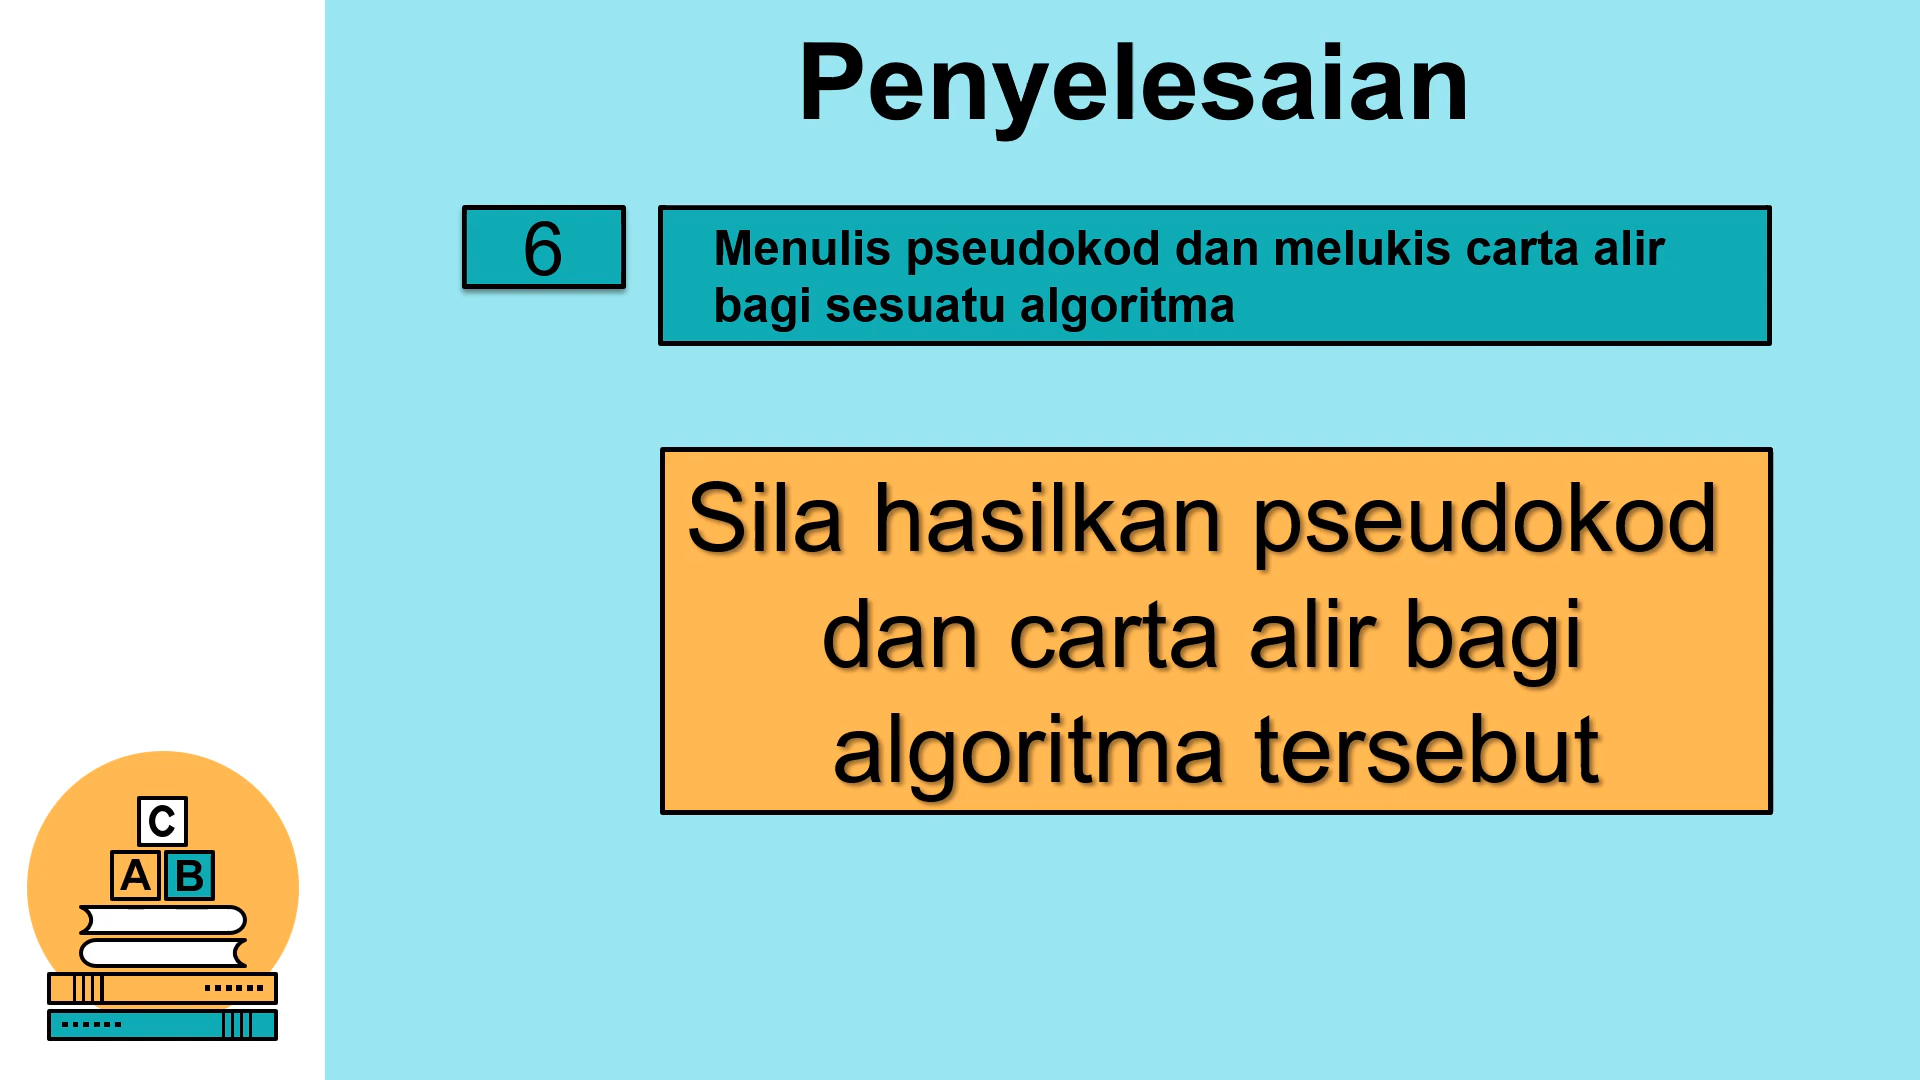 Penyelesaian
6
Menulis pseudokod dan melukis carta alir
bagi sesuatu algoritma
Sila hasilkan pseudokod
dan carta alir bagi
algoritma tersebut
C
A B